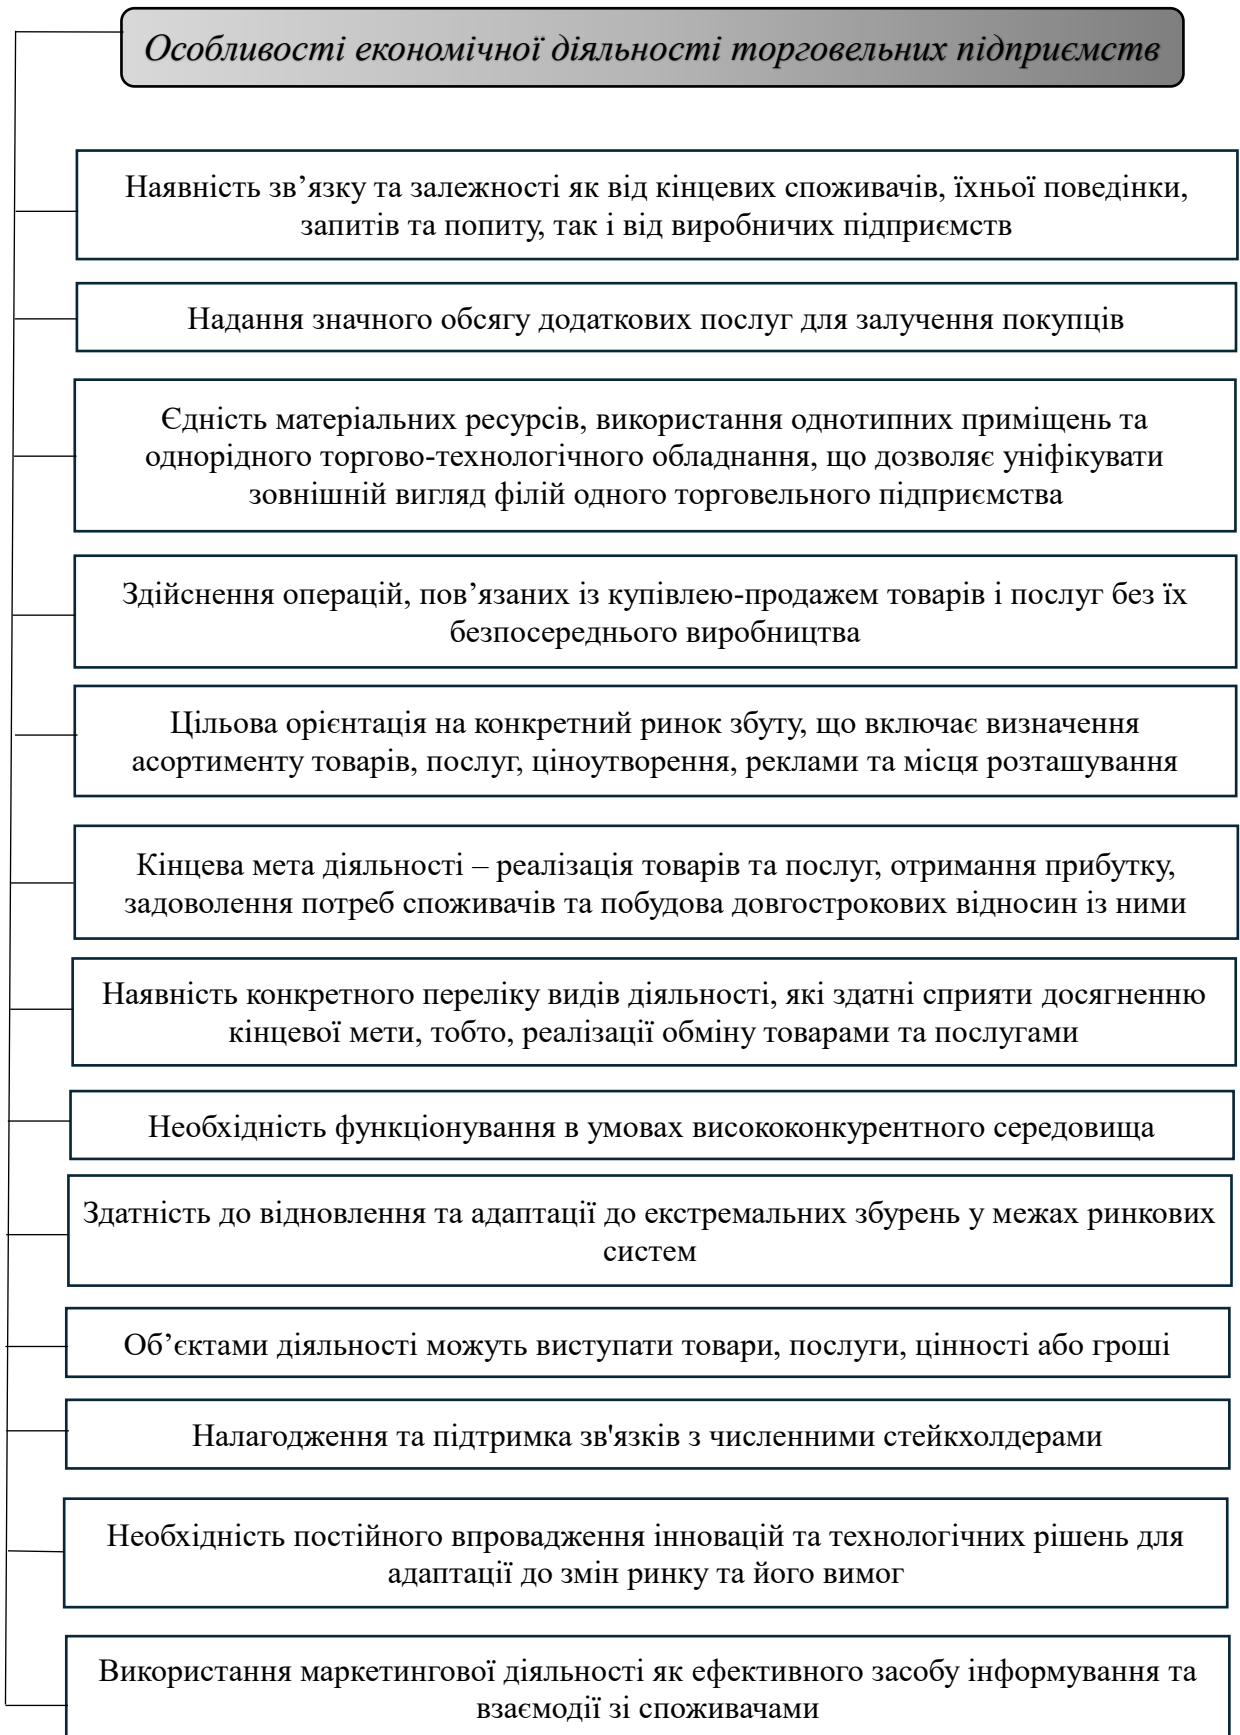 Особливості економічної діяльності торговельних підприємств
Наявність зв’язку та залежності як від кінцевих споживачів, їхньої поведінки,
запитів та попиту, так і від виробничих підприємств
Надання значного обсягу додаткових послуг для залучення покупців
Єдність матеріальних ресурсів, використання однотипних приміщень та
однорідного торгово-технологічного обладнання, що дозволяє уніфікувати
зовнішній вигляд філій одного торговельного підприємства
Здійснення операцій, пов’язаних із купівлею-продажем товарів і послуг без їх
безпосереднього виробництва
Цільова орієнтація на конкретний ринок збуту, що включає визначення
асортименту товарів, послуг, ціноутворення, реклами та місця розташування
Кінцева мета діяльності – реалізація товарів та послуг, отримання прибутку,
задоволення потреб споживачів та побудова довгострокових відносин із ними
Наявність конкретного переліку видів діяльності, які здатні сприяти досягненню
кінцевої мети, тобто, реалізації обміну товарами та послугами
Необхідність функціонування в умовах висококонкурентного середовища
Здатність до відновлення та адаптації до екстремальних збурень у межах ринкових
систем
Об’єктами діяльності можуть виступати товари, послуги, цінності або гроші
Налагодження та підтримка зв'язків з численними стейкхолдерами
Необхідність постійного впровадження інновацій та технологічних рішень для
адаптації до змін ринку та його вимог
Використання маркетингової діяльності як ефективного засобу інформування та
взаємодії зі споживачами